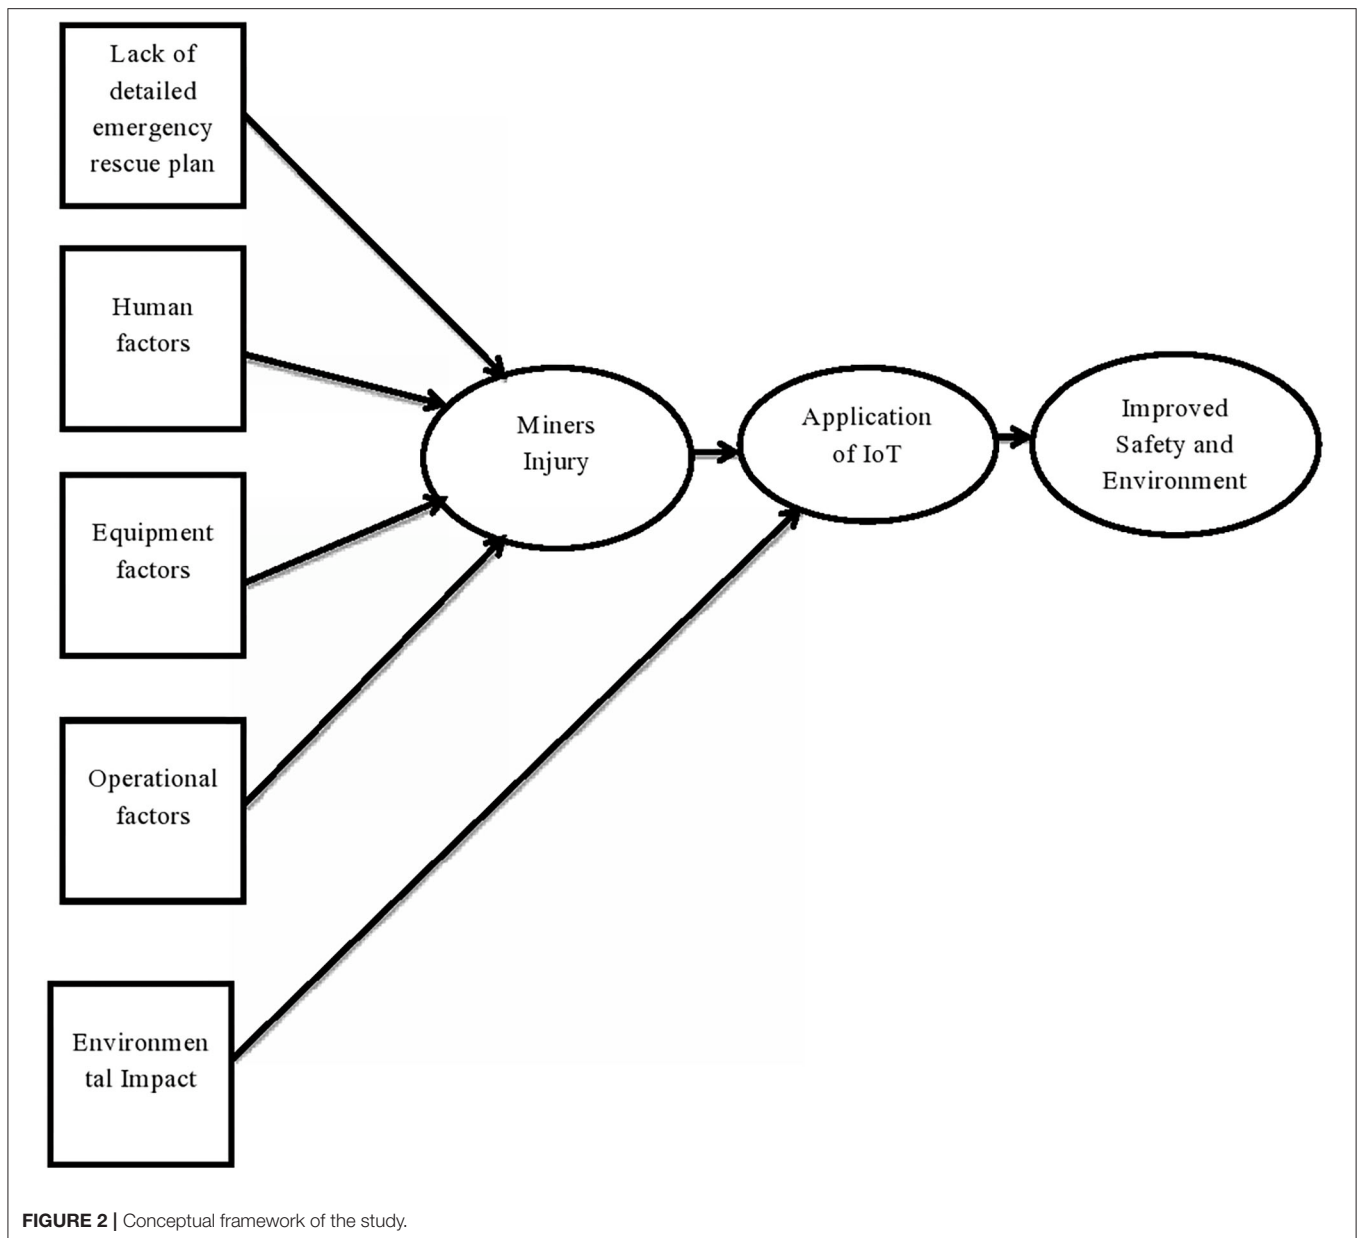 Lack of
detailed
emergency
rescue plan
Human
factors
Equipment
factors
Operational
factors
Environmen
tal Impact
Miners
Injury
Application
of IoT
Improved
Safety and
Environment
FIGURE 2 | Conceptual framework of the study.